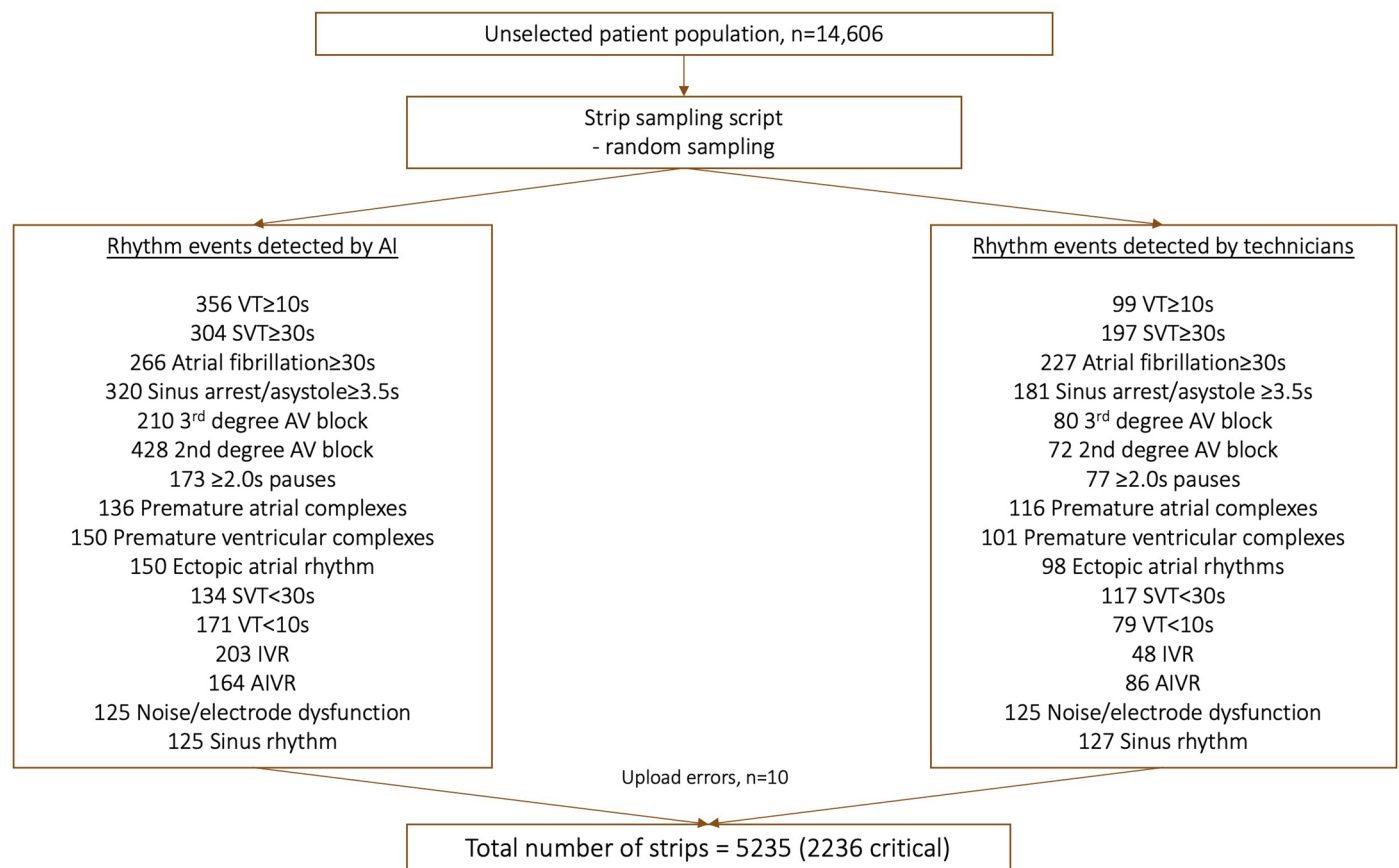 Unselected patient population, n=14,606
Strip sampling script
- random sampling
Rhythm events detected by AI
356 VT≥10s
304 SVT≥30s
266 Atrial fibrillation≥30s
320 Sinus arrest/asystole≥3.5s
210 3rd degree AV block
428 2nd degree AV block
173 ≥2.0s pauses
136 Premature atrial complexes
150 Premature ventricular complexes
150 Ectopic atrial rhythm
134 SVT<30s
171 VT<10s
203 IVR
164 AIVR
125 Noise/electrode dysfunction
125 Sinus rhythm
Rhythm events detected by technicians
99 VT≥10s
197 SVT≥30s
227 Atrial fibrillation≥30s
181 Sinus arrest/asystole ≥3.5s
80 3rd degree AV block
72 2nd degree AV block
77 ≥2.0s pauses
116 Premature atrial complexes
101 Premature ventricular complexes
98 Ectopic atrial rhythms
117 SVT<30s
79 VT<10s
48 IVR
86 AIVR
125 Noise/electrode dysfunction
127 Sinus rhythm
Upload errors, n=10
Total number of strips = 5235 (2236 critical)